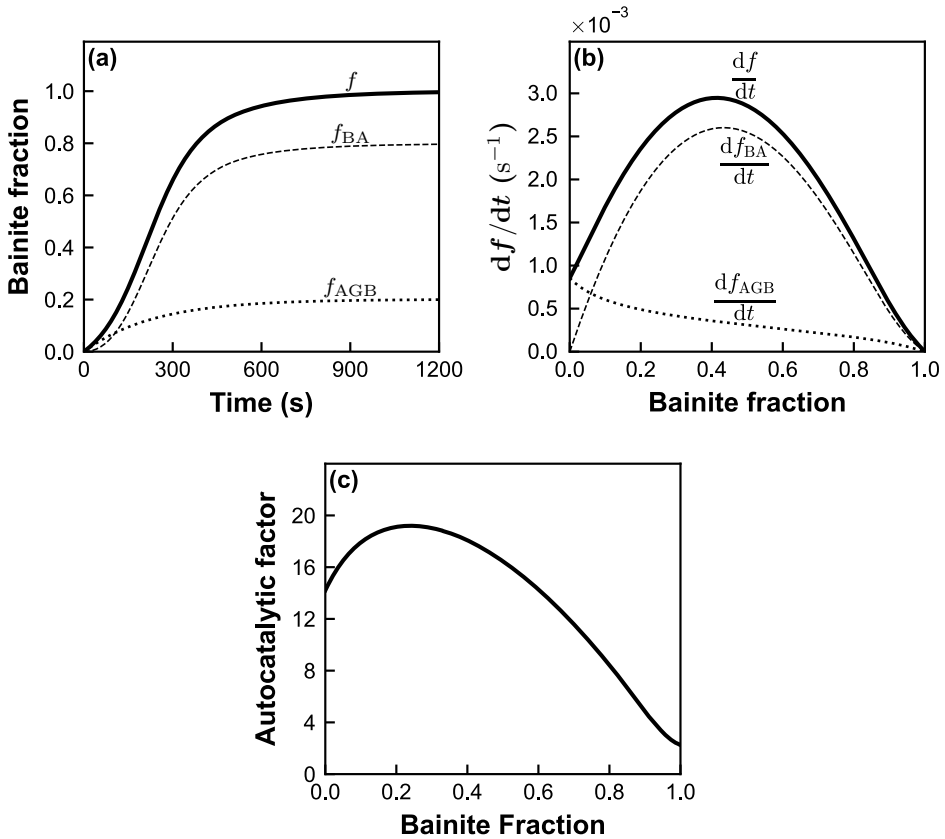 (a)
f
f_BA
f_AGB
1.0
0.8
0.6
0.4
0.2
0.0
0 300 600 900 1200
Time (s)
Bainite fraction
×10⁻³
(b)
df/dt
df_BA/dt
df_AGB/dt
3.0
2.5
2.0
1.5
1.0
0.5
0.0
0.0 0.2 0.4 0.6 0.8 1.0
Bainite fraction
df/dt (s⁻¹)
(c)
20
16
12
8
4
0
0.0 0.2 0.4 0.6 0.8 1.0
Bainite Fraction
Autocatalytic factor